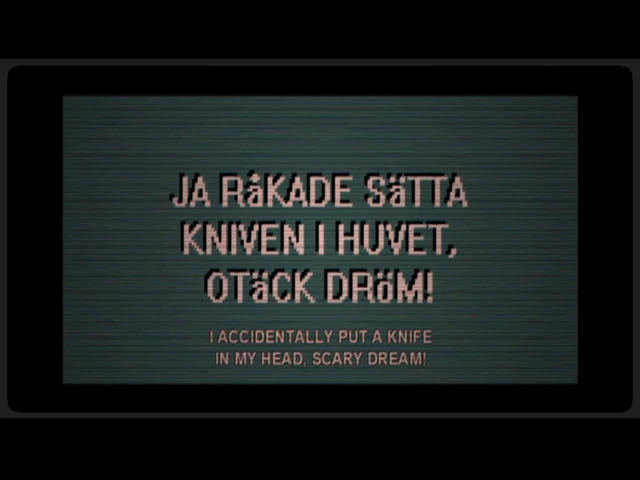 JA RåKADE SäTTA
KNIVEN I HUVET,
OTäCK DRöM!
I ACCIDENTALLY PUT A KNIFE
IN MY HEAD, SCARY DREAM!